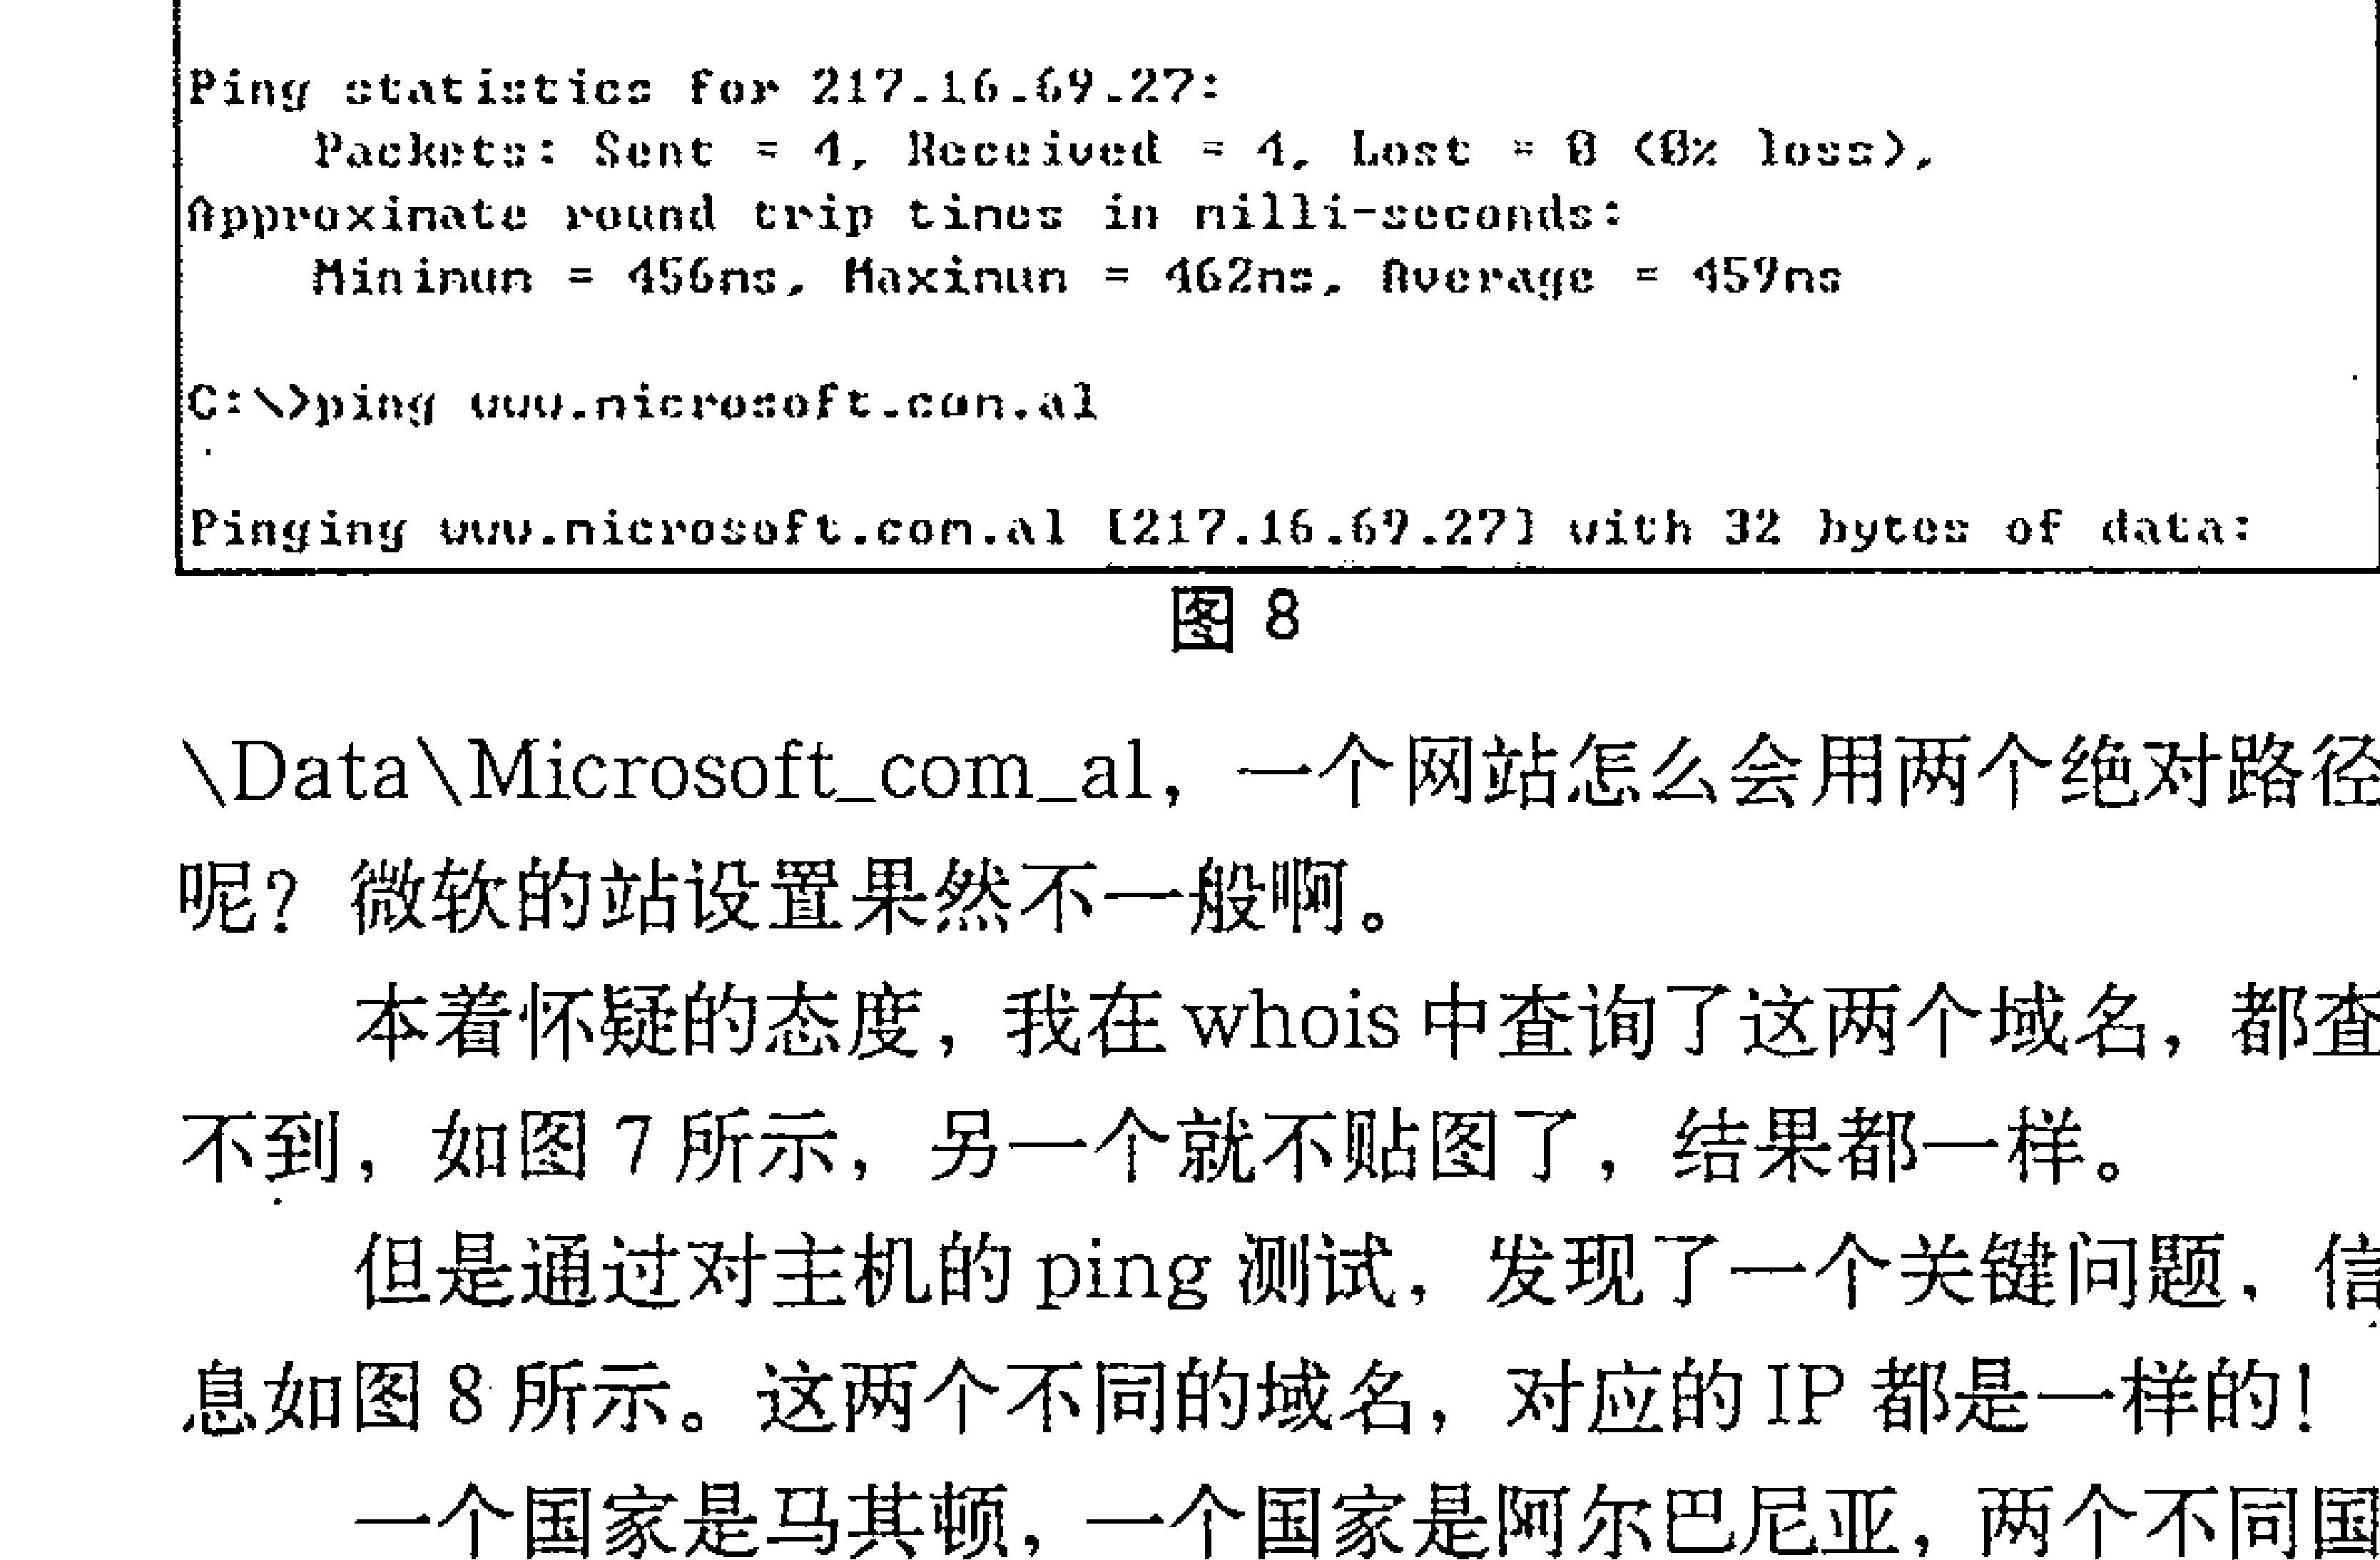 Ping statistics for 217.16.69.27:
Packets: Sent = 4, Received = 4, Lost = 0 (0% loss),
Approximate round trip times in milli-seconds:
Minimum = 456ms, Maximum = 462ms, Average = 459ms
C:\>ping www.microsoft.com.al
Pinging www.microsoft.com.al [217.16.69.27] with 32 bytes of data:
图 8
\Data\Microsoft_com_al，一个网站怎么会用两个绝对路径
呢？微软的站设置果然不一般啊。
本着怀疑的态度，我在 whois 中查询了这两个域名，都查
不到，如图 7 所示，另一个就不贴图了，结果都一样。
但是通过对主机的 ping 测试，发现了一个关键问题，信
息如图 8 所示。这两个不同的域名，对应的 IP 都是一样的！
一个国家是马其顿，一个国家是阿尔巴尼亚，两个不同国